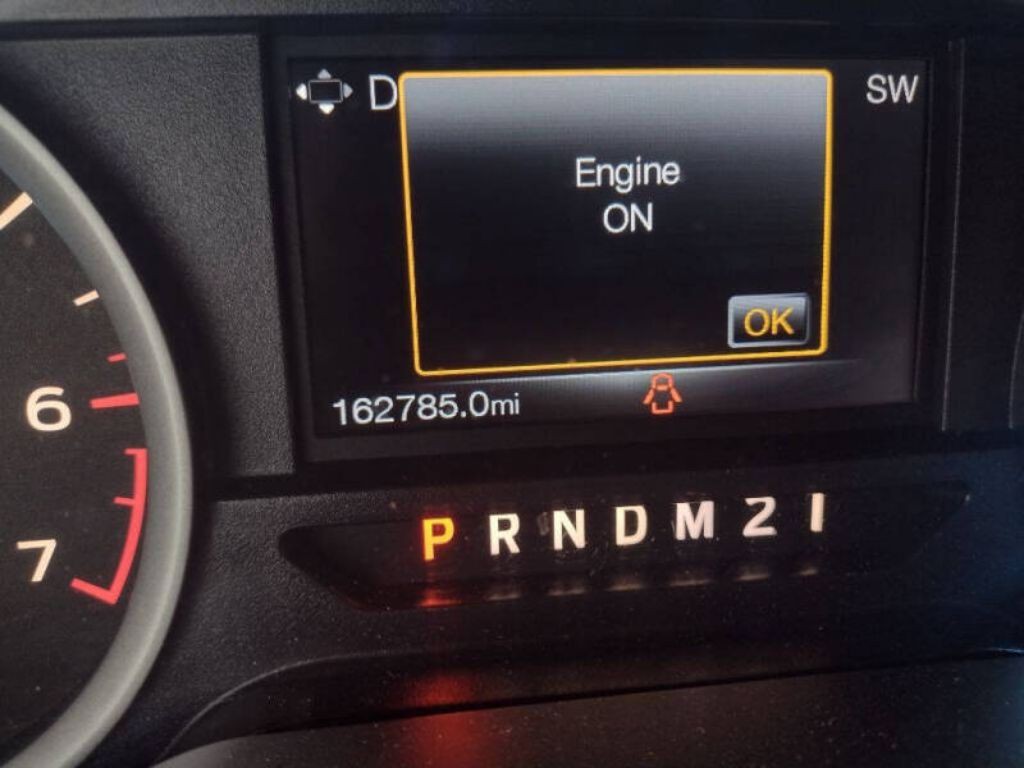 D
SW
Engine
ON
OK
162785.0mi
6
7
P R N D M 2 1